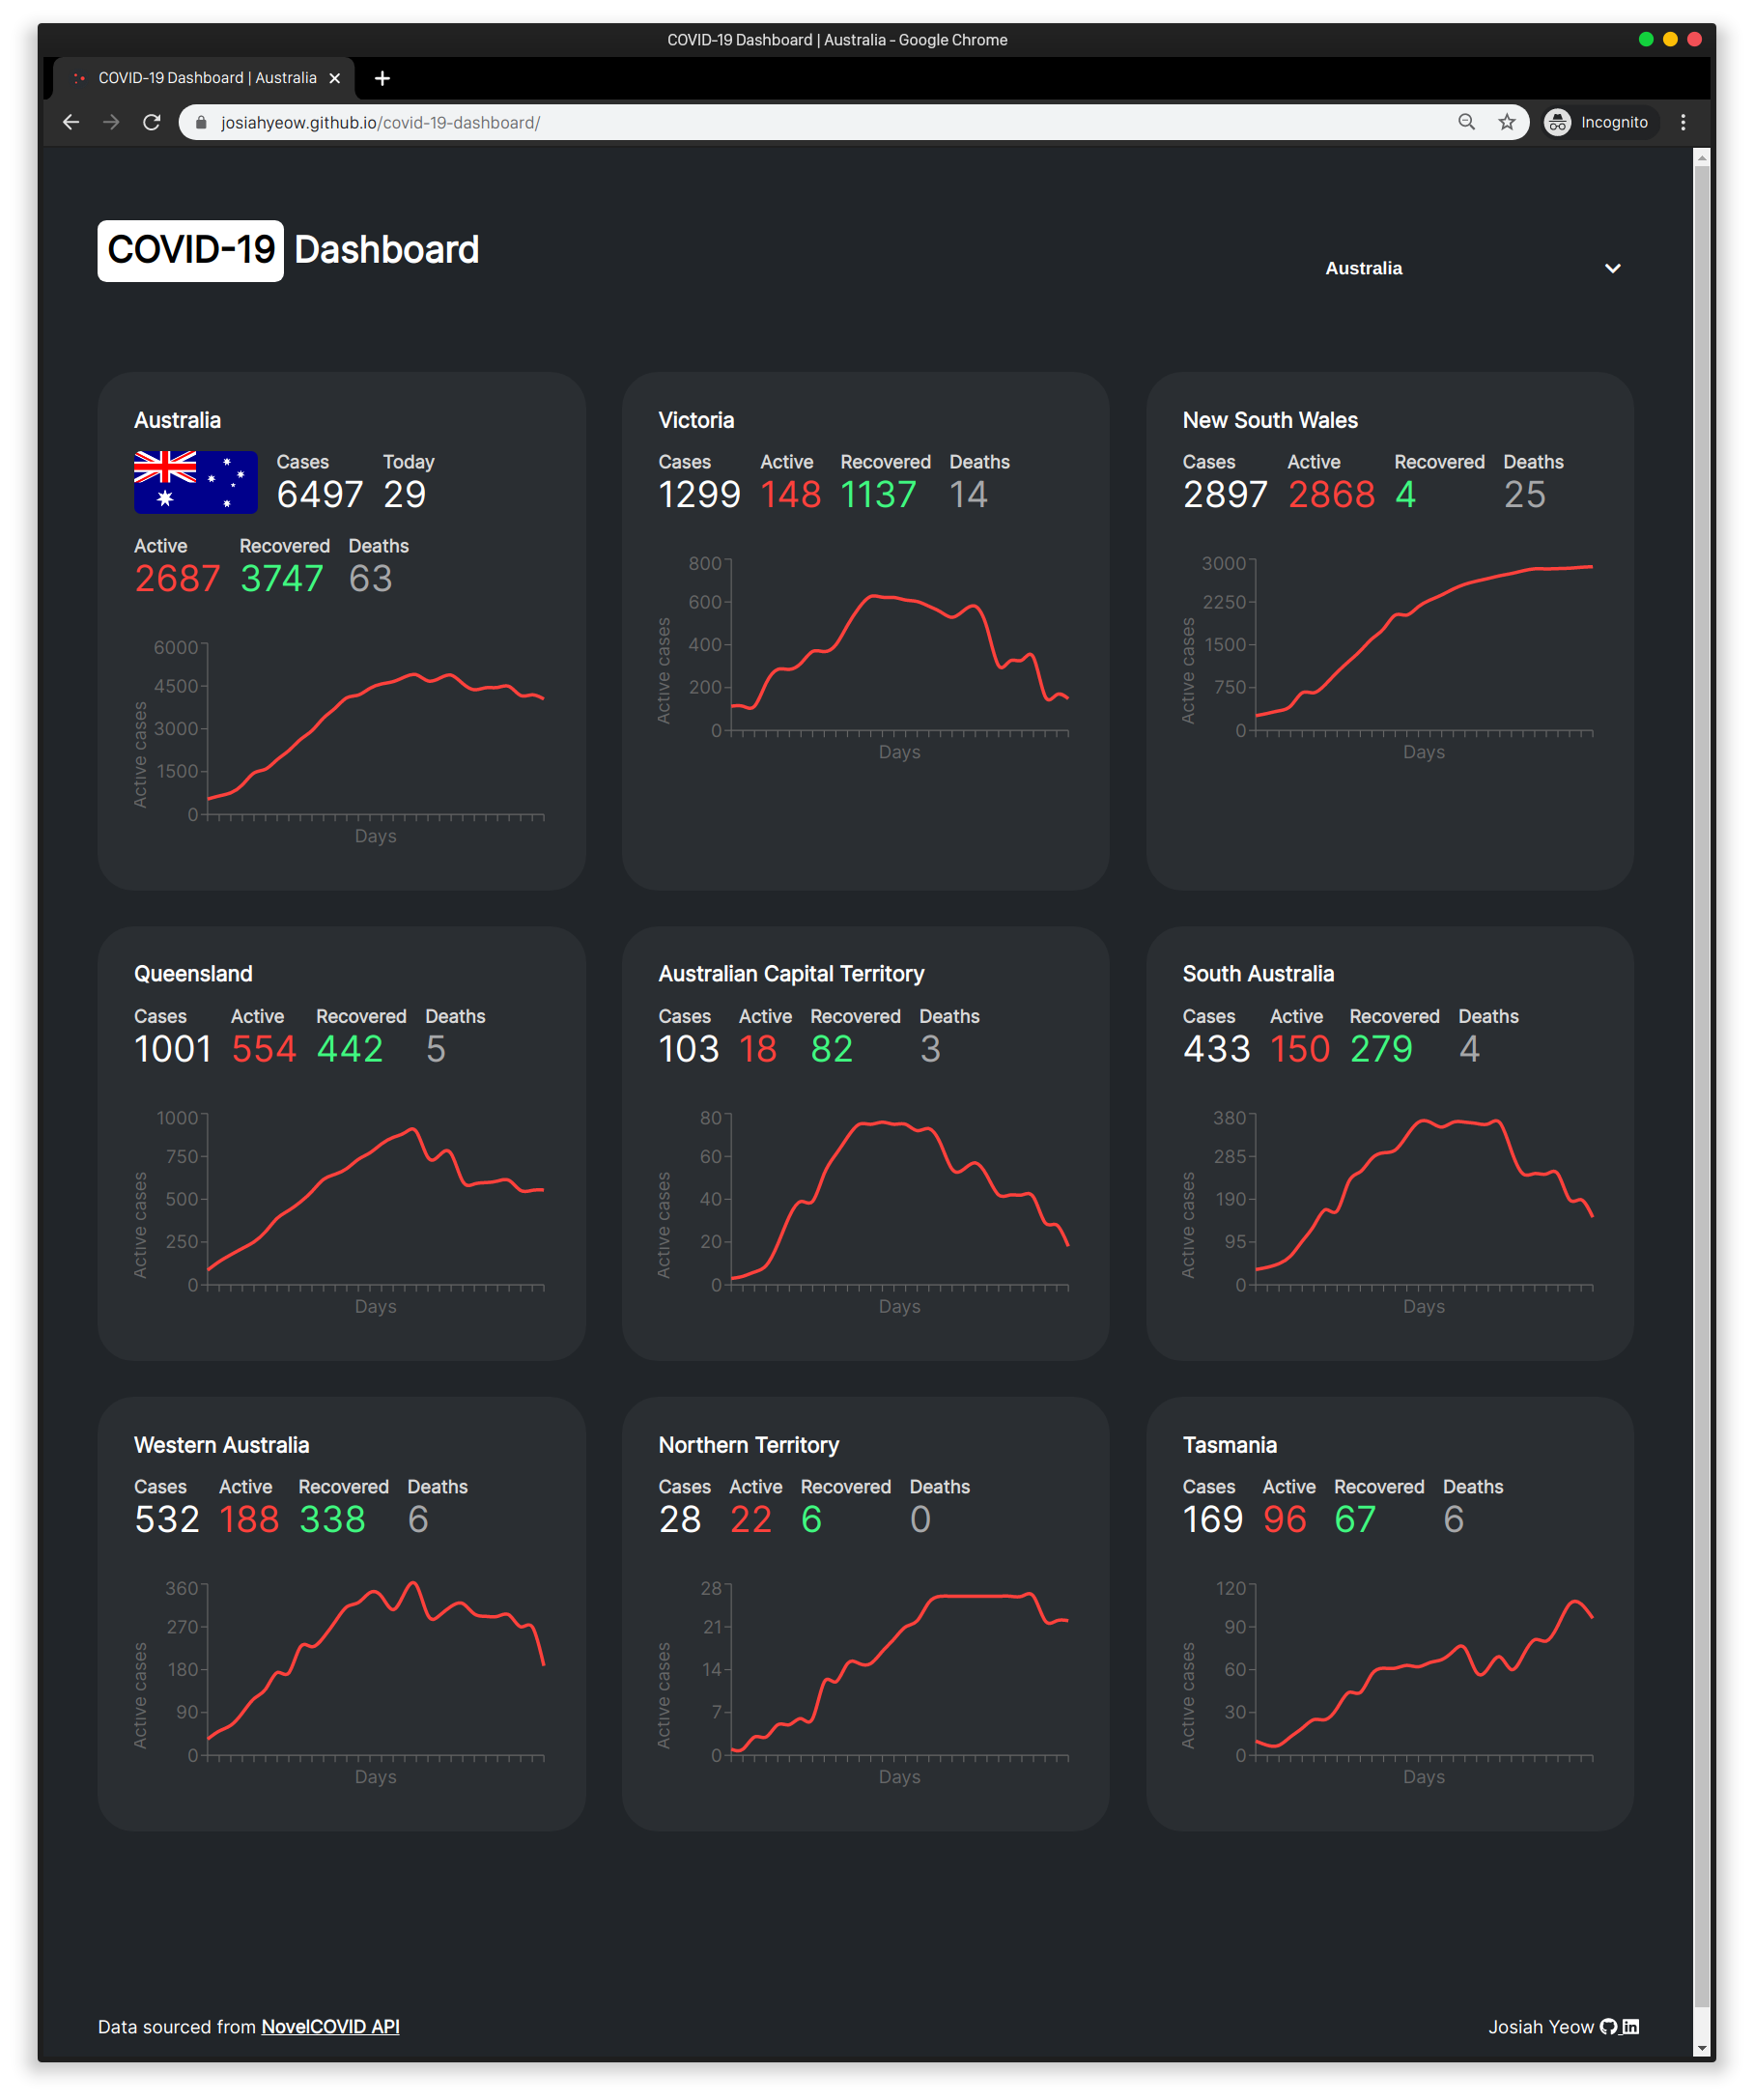 COVID-19 Dashboard | Australia - Google Chrome
COVID-19 Dashboard | Australia
josiahyeow.github.io/covid-19-dashboard/
Incognito
COVID-19 Dashboard
Australia
Australia
Cases Today
6497 29
Active Recovered Deaths
2687 3747 63
6000
4500
3000
1500
0
Active cases
Days
Victoria
Cases Active Recovered Deaths
1299 148 1137 14
800
600
400
200
0
Active cases
Days
New South Wales
Cases Active Recovered Deaths
2897 2868 4 25
3000
2250
1500
750
0
Active cases
Days
Queensland
Cases Active Recovered Deaths
1001 554 442 5
1000
750
500
250
0
Active cases
Days
Australian Capital Territory
Cases Active Recovered Deaths
103 18 82 3
80
60
40
20
0
Active cases
Days
South Australia
Cases Active Recovered Deaths
433 150 279 4
380
285
190
95
0
Active cases
Days
Western Australia
Cases Active Recovered Deaths
532 188 338 6
360
270
180
90
0
Active cases
Days
Northern Territory
Cases Active Recovered Deaths
28 22 6 0
28
21
14
7
0
Active cases
Days
Tasmania
Cases Active Recovered Deaths
169 96 67 6
120
90
60
30
0
Active cases
Days
Data sourced from NovelCOVID API
Josiah Yeow in